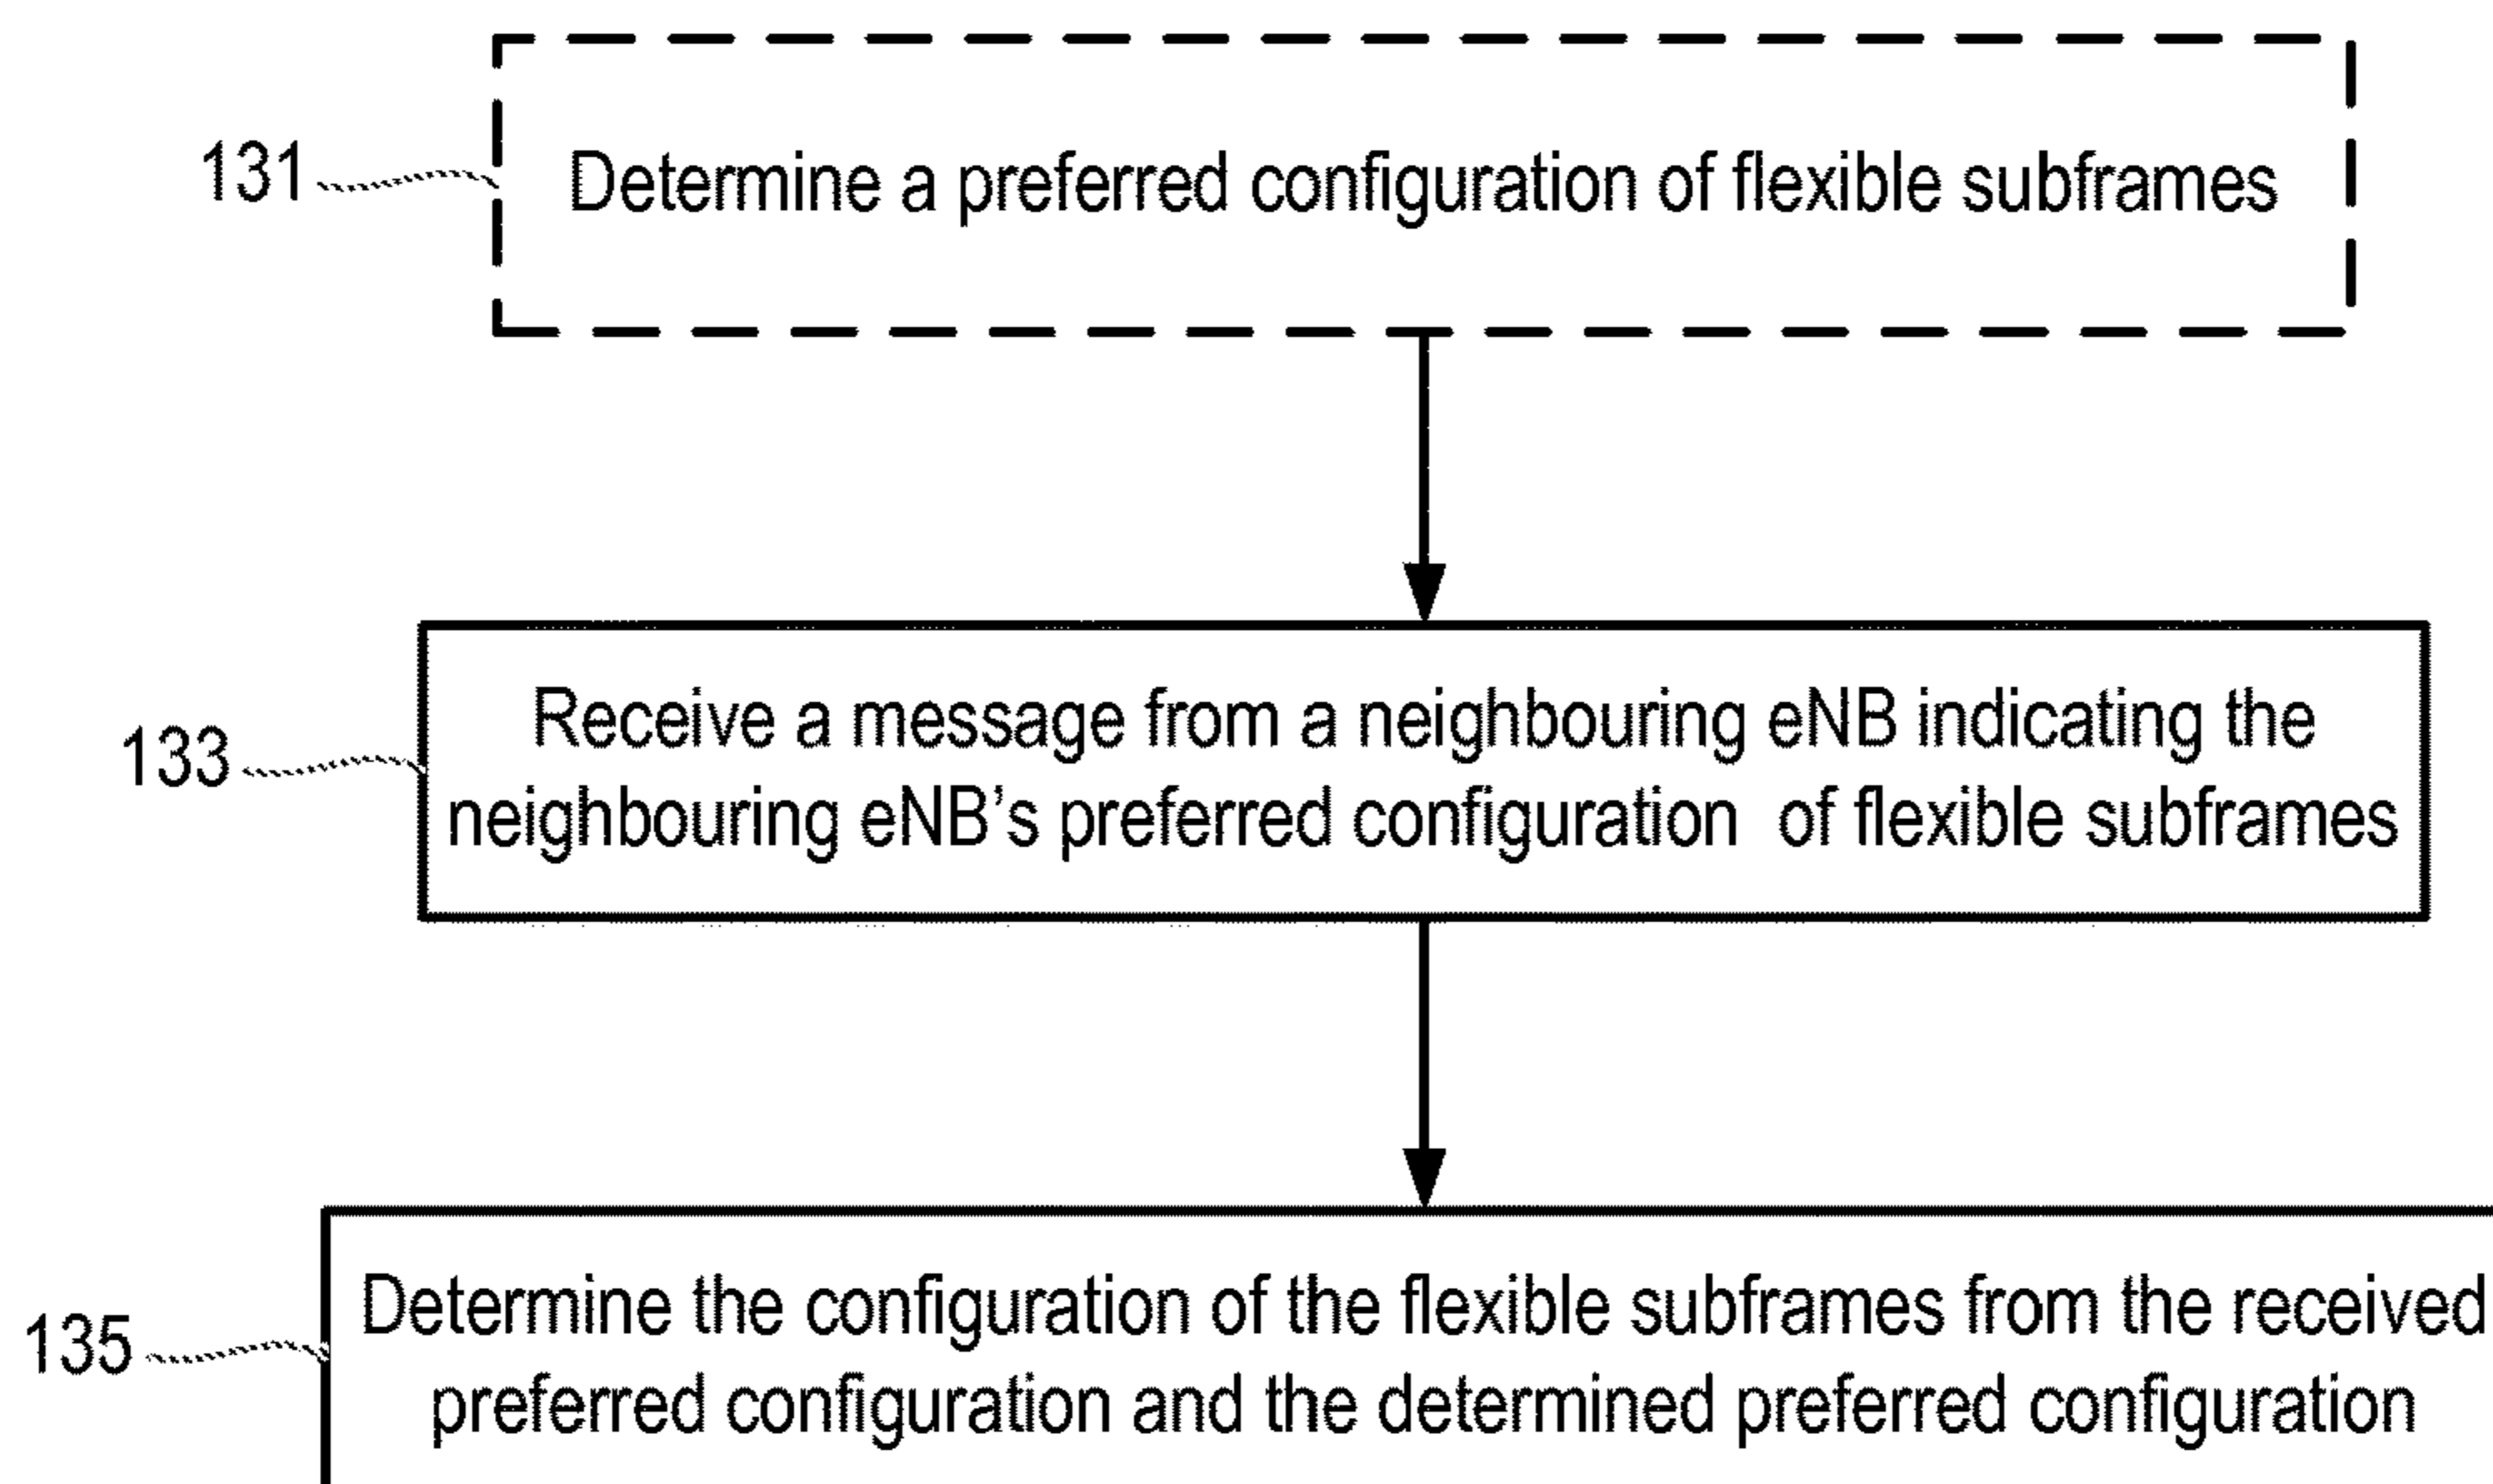 131
Determine a preferred configuration of flexible subframes
133
Receive a message from a neighbouring eNB indicating the
neighbouring eNB’s preferred configuration of flexible subframes
135
Determine the configuration of the flexible subframes from the received
preferred configuration and the determined preferred configuration